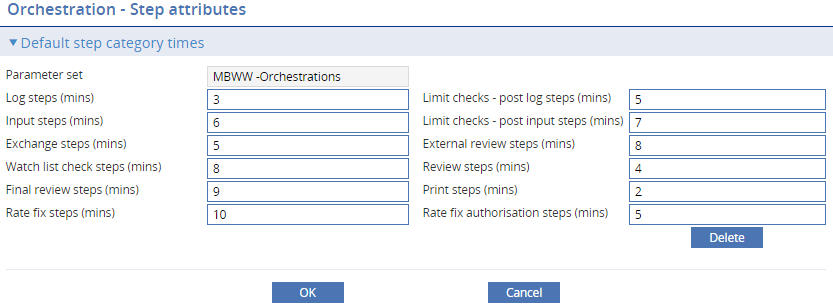 Orchestration - Step attributes
Default step category times
Parameter set MBWW -Orchestrations
Log steps (mins) 3 Limit checks - post log steps (mins) 5
Input steps (mins) 6 Limit checks - post input steps (mins) 7
Exchange steps (mins) 5 External review steps (mins) 8
Watch list check steps (mins) 8 Review steps (mins) 4
Final review steps (mins) 9 Print steps (mins) 2
Rate fix steps (mins) 10 Rate fix authorisation steps (mins) 5
Delete
OK Cancel